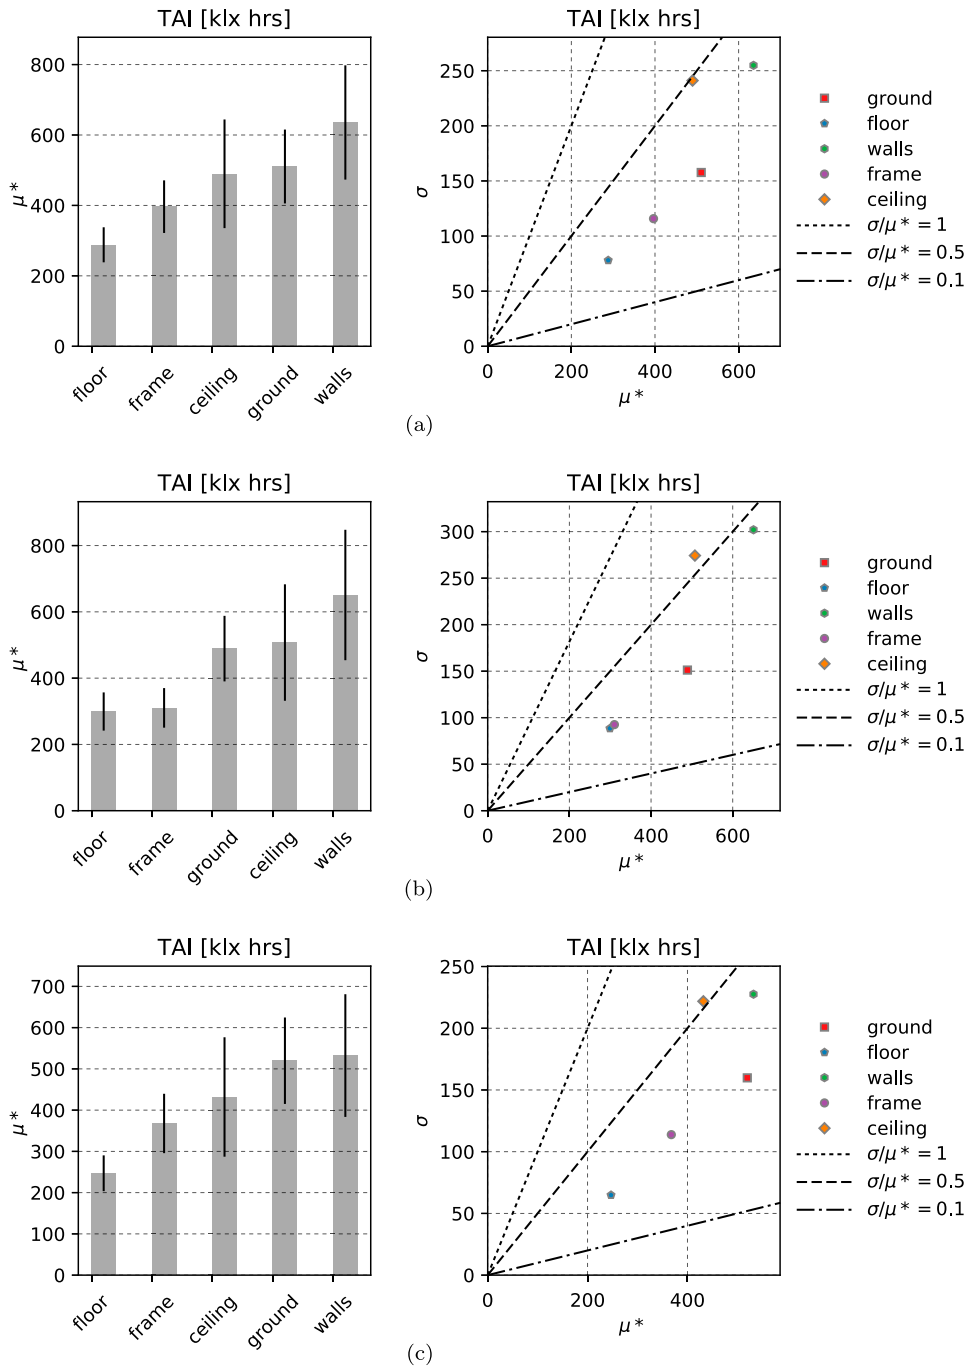 TAI [klx hrs]
μ*
800
600
400
200
0
floor
frame
ceiling
ground
walls
TAI [klx hrs]
σ
250
200
150
100
50
0
0
200
400
600
μ*
ground
floor
walls
frame
ceiling
σ/μ* = 1
σ/μ* = 0.5
σ/μ* = 0.1
(a)
TAI [klx hrs]
μ*
800
600
400
200
0
floor
frame
ground
ceiling
walls
TAI [klx hrs]
σ
300
250
200
150
100
50
0
0
200
400
600
μ*
ground
floor
walls
frame
ceiling
σ/μ* = 1
σ/μ* = 0.5
σ/μ* = 0.1
(b)
TAI [klx hrs]
μ*
700
600
500
400
300
200
100
0
floor
frame
ceiling
ground
walls
TAI [klx hrs]
σ
250
200
150
100
50
0
0
200
400
μ*
ground
floor
walls
frame
ceiling
σ/μ* = 1
σ/μ* = 0.5
σ/μ* = 0.1
(c)